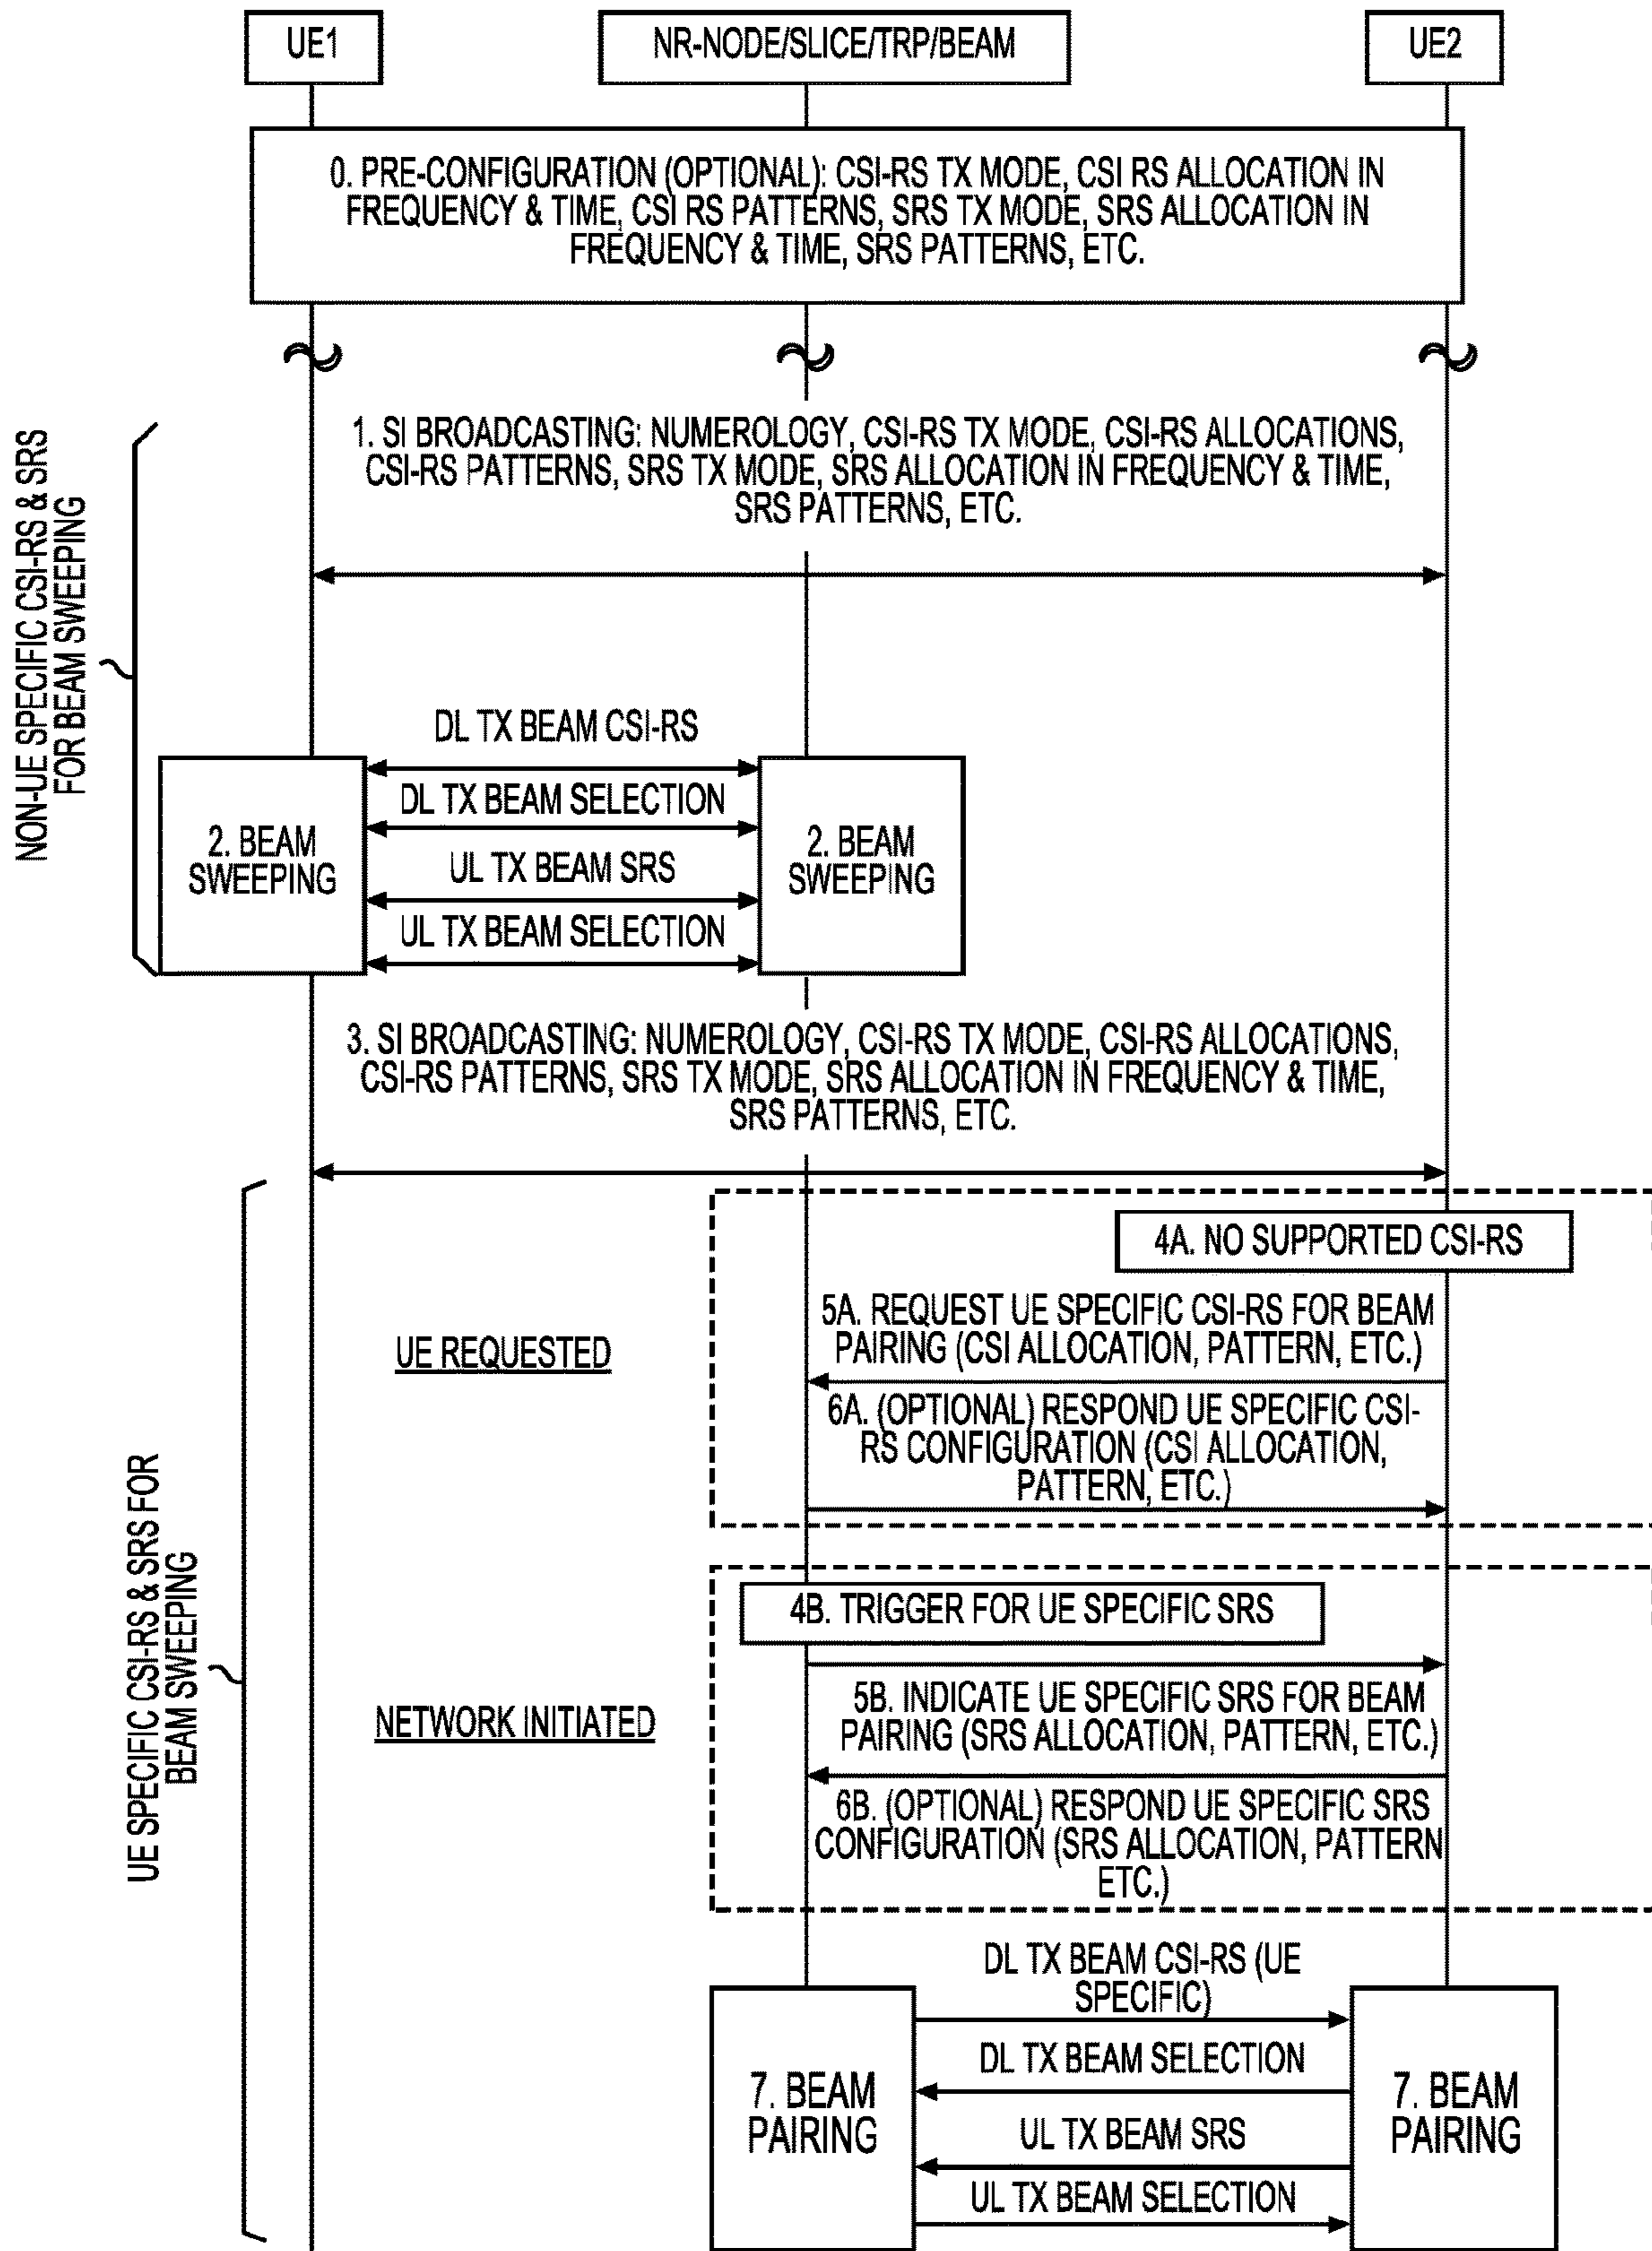 UE1
NR-NODE/SLICE/TRP/BEAM
UE2
0. PRE-CONFIGURATION (OPTIONAL): CSI-RS TX MODE, CSI RS ALLOCATION IN
FREQUENCY & TIME, CSI RS PATTERNS, SRS TX MODE, SRS ALLOCATION IN
FREQUENCY & TIME, SRS PATTERNS, ETC.
NON-UE SPECIFIC CSI-RS & SRS
FOR BEAM SWEEPING
1. SI BROADCASTING: NUMEROLOGY, CSI-RS TX MODE, CSI-RS ALLOCATIONS,
CSI-RS PATTERNS, SRS TX MODE, SRS ALLOCATION IN FREQUENCY & TIME,
SRS PATTERNS, ETC.
DL TX BEAM CSI-RS
DL TX BEAM SELECTION
UL TX BEAM SRS
UL TX BEAM SELECTION
2. BEAM
SWEEPING
2. BEAM
SWEEPING
3. SI BROADCASTING: NUMEROLOGY, CSI-RS TX MODE, CSI-RS ALLOCATIONS,
CSI-RS PATTERNS, SRS TX MODE, SRS ALLOCATION IN FREQUENCY & TIME,
SRS PATTERNS, ETC.
UE SPECIFIC CSI-RS & SRS FOR
BEAM SWEEPING
4A. NO SUPPORTED CSI-RS
UE REQUESTED
5A. REQUEST UE SPECIFIC CSI-RS FOR BEAM
PAIRING (CSI ALLOCATION, PATTERN, ETC.)
6A. (OPTIONAL) RESPOND UE SPECIFIC CSI-
RS CONFIGURATION (CSI ALLOCATION,
PATTERN, ETC.)
4B. TRIGGER FOR UE SPECIFIC SRS
NETWORK INITIATED
5B. INDICATE UE SPECIFIC SRS FOR BEAM
PAIRING (SRS ALLOCATION, PATTERN, ETC.)
6B. (OPTIONAL) RESPOND UE SPECIFIC SRS
CONFIGURATION (SRS ALLOCATION, PATTERN
ETC.)
DL TX BEAM CSI-RS (UE
SPECIFIC)
DL TX BEAM SELECTION
UL TX BEAM SRS
UL TX BEAM SELECTION
7. BEAM
PAIRING
7. BEAM
PAIRING